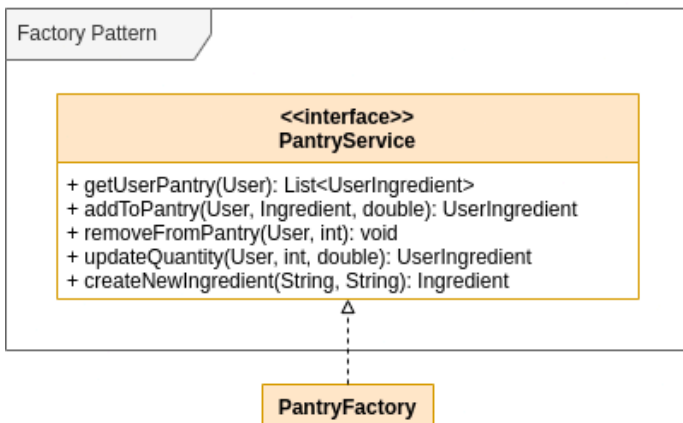 Factory Pattern
<<interface>>
PantryService
+ getUserPantry(User): List<UserIngredient>
+ addToPantry(User, Ingredient, double): UserIngredient
+ removeFromPantry(User, int): void
+ updateQuantity(User, int, double): UserIngredient
+ createNewIngredient(String, String): Ingredient
PantryFactory